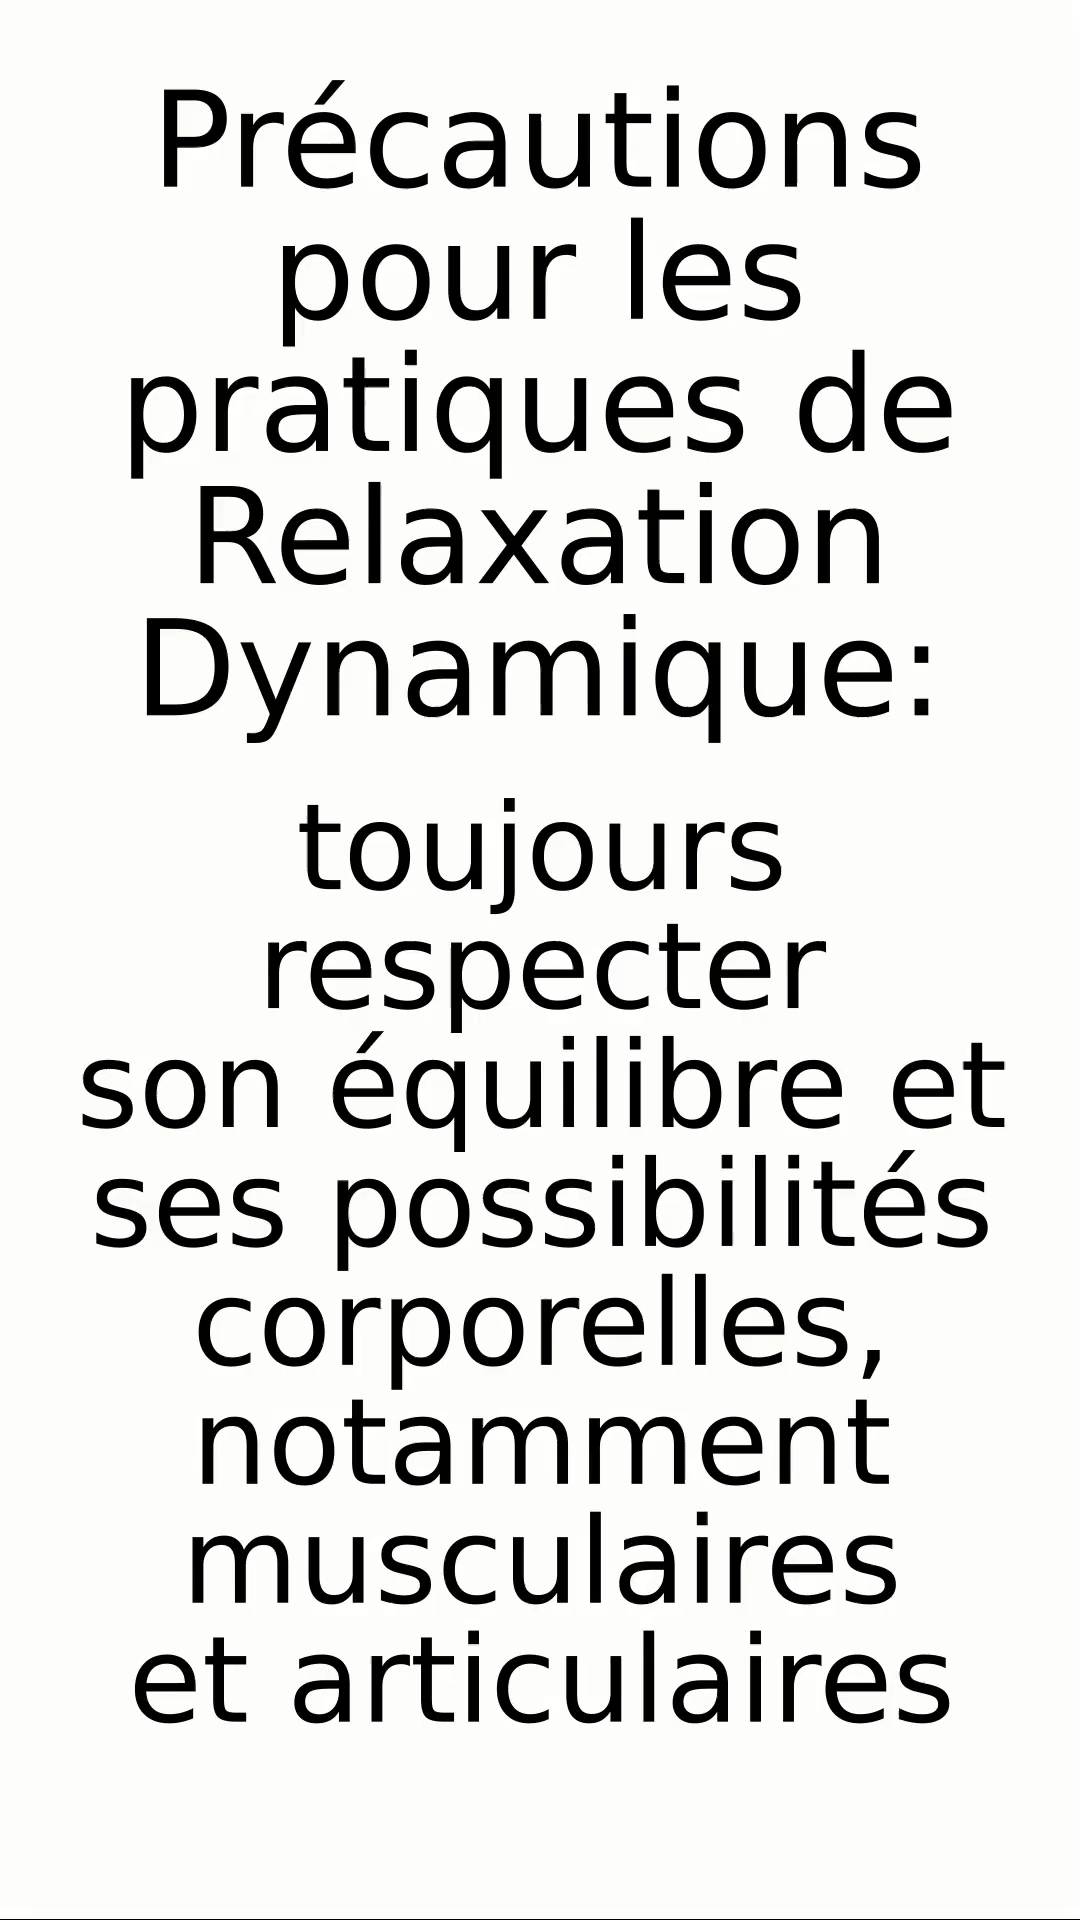 Précautions
pour les
pratiques de
Relaxation
Dynamique:
toujours
respecter
son équilibre et
ses possibilités
corporelles,
notamment
musculaires
et articulaires